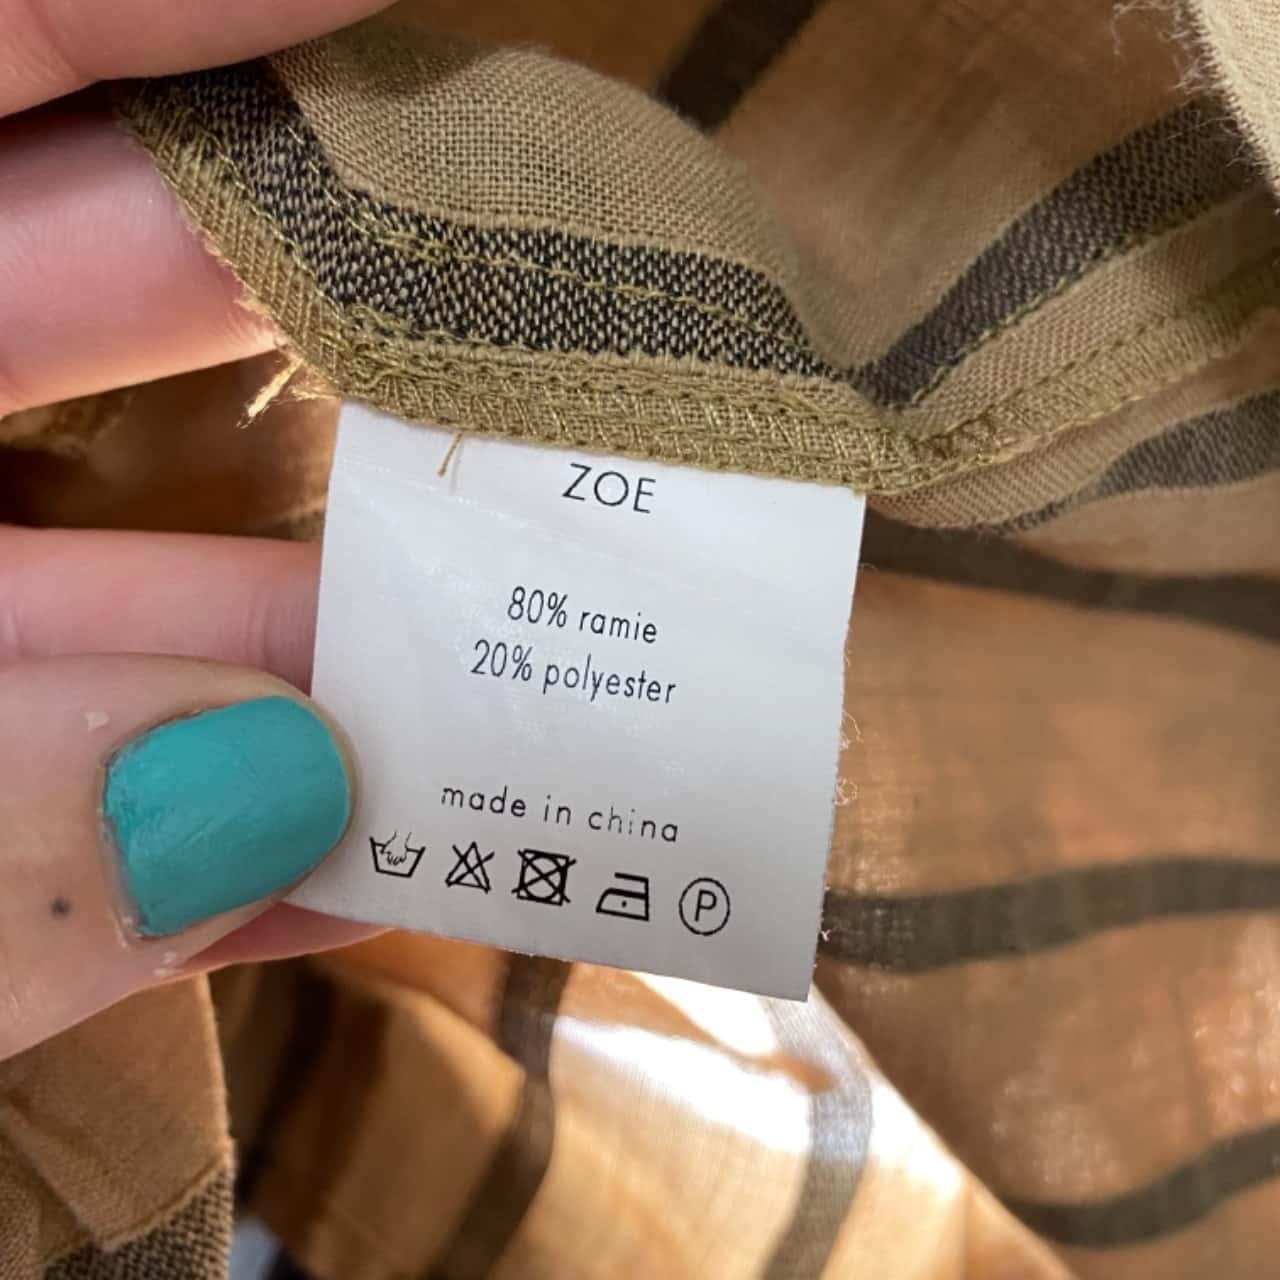 ZOE
80% ramie
20% polyester
made in china
P